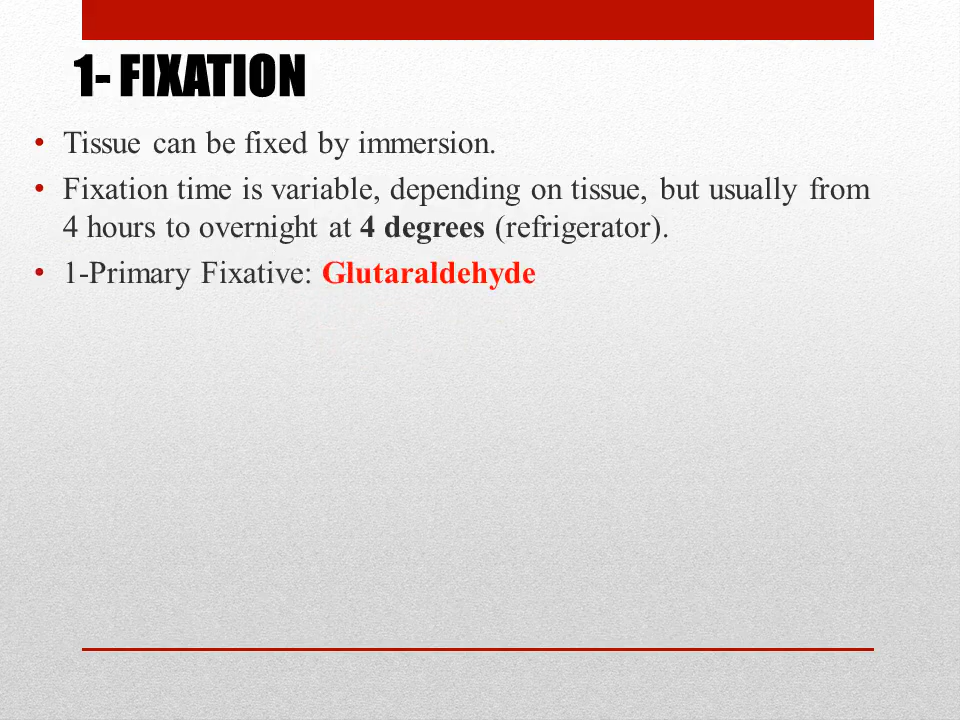 1- FIXATION
• Tissue can be fixed by immersion.
• Fixation time is variable, depending on tissue, but usually from
4 hours to overnight at 4 degrees (refrigerator).
• 1-Primary Fixative: Glutaraldehyde